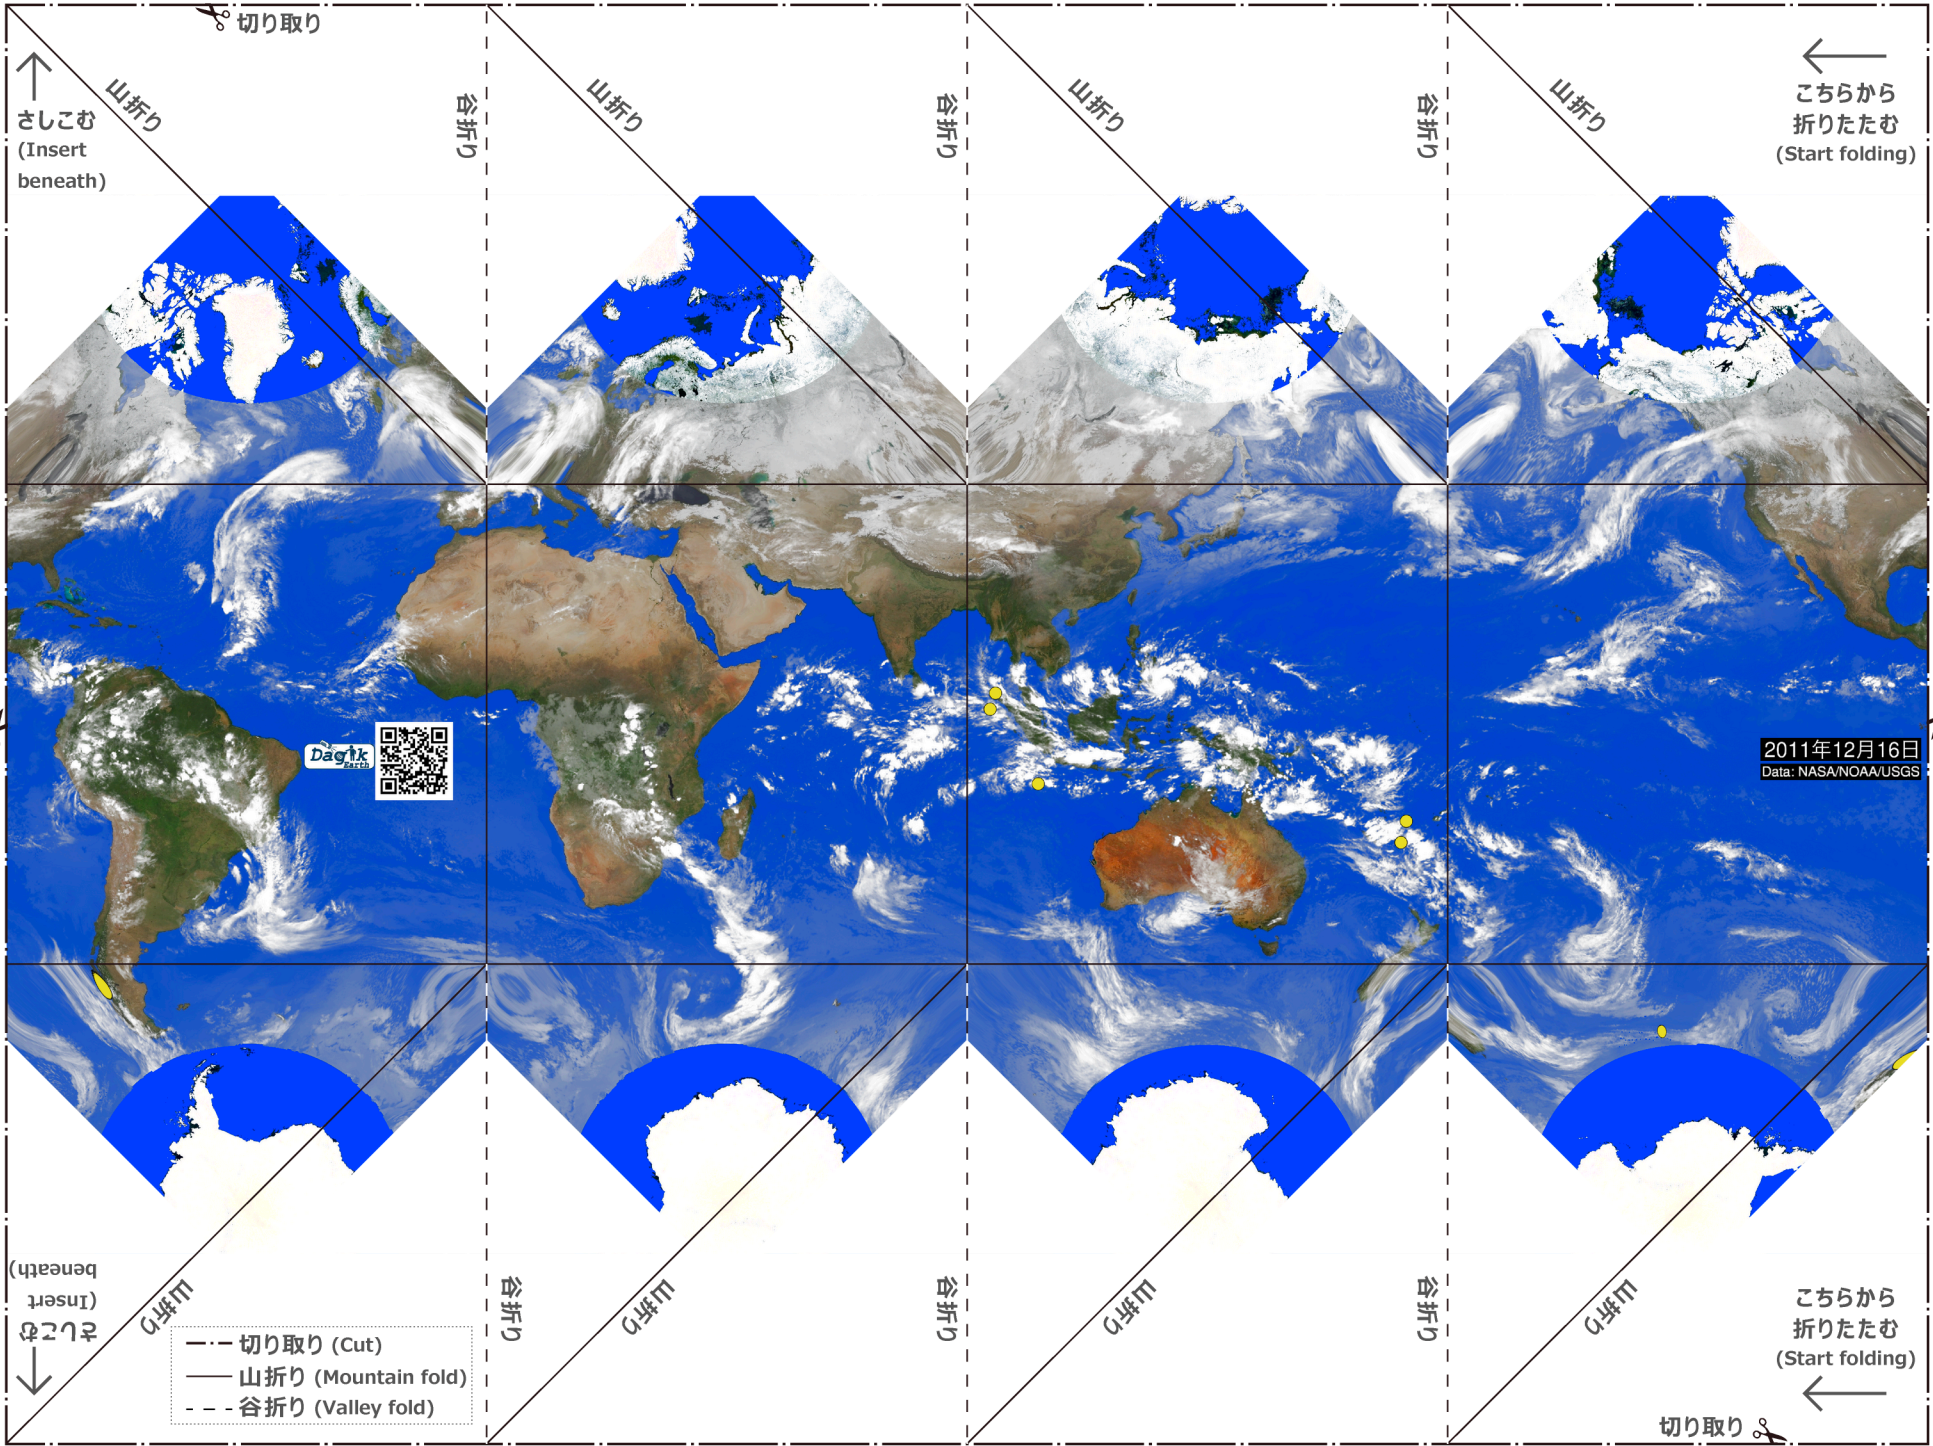 切り取り
山折り
谷折り
山折り
谷折り
山折り
谷折り
山折り
さしこむ
(Insert
beneath)
こちらから
折りたたむ
(Start folding)
Dagik
Earth
2011年12月16日
Data: NASA/NOAA/USGS
さしこむ
(Insert
beneath)
山折り
谷折り
山折り
谷折り
山折り
谷折り
山折り
切り取り (Cut)
山折り (Mountain fold)
谷折り (Valley fold)
こちらから
折りたたむ
(Start folding)
切り取り